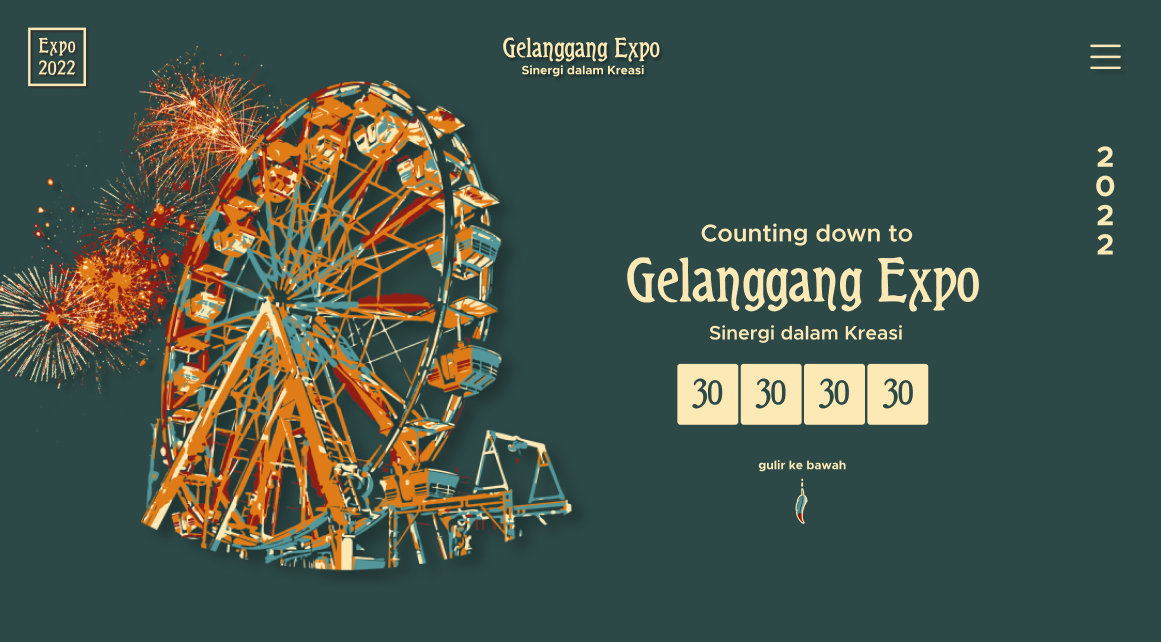 Expo
2022
Gelanggang Expo
Sinergi dalam Kreasi
2
0
2
2
Counting down to
Gelanggang Expo
Sinergi dalam Kreasi
30 30 30 30
gulir ke bawah